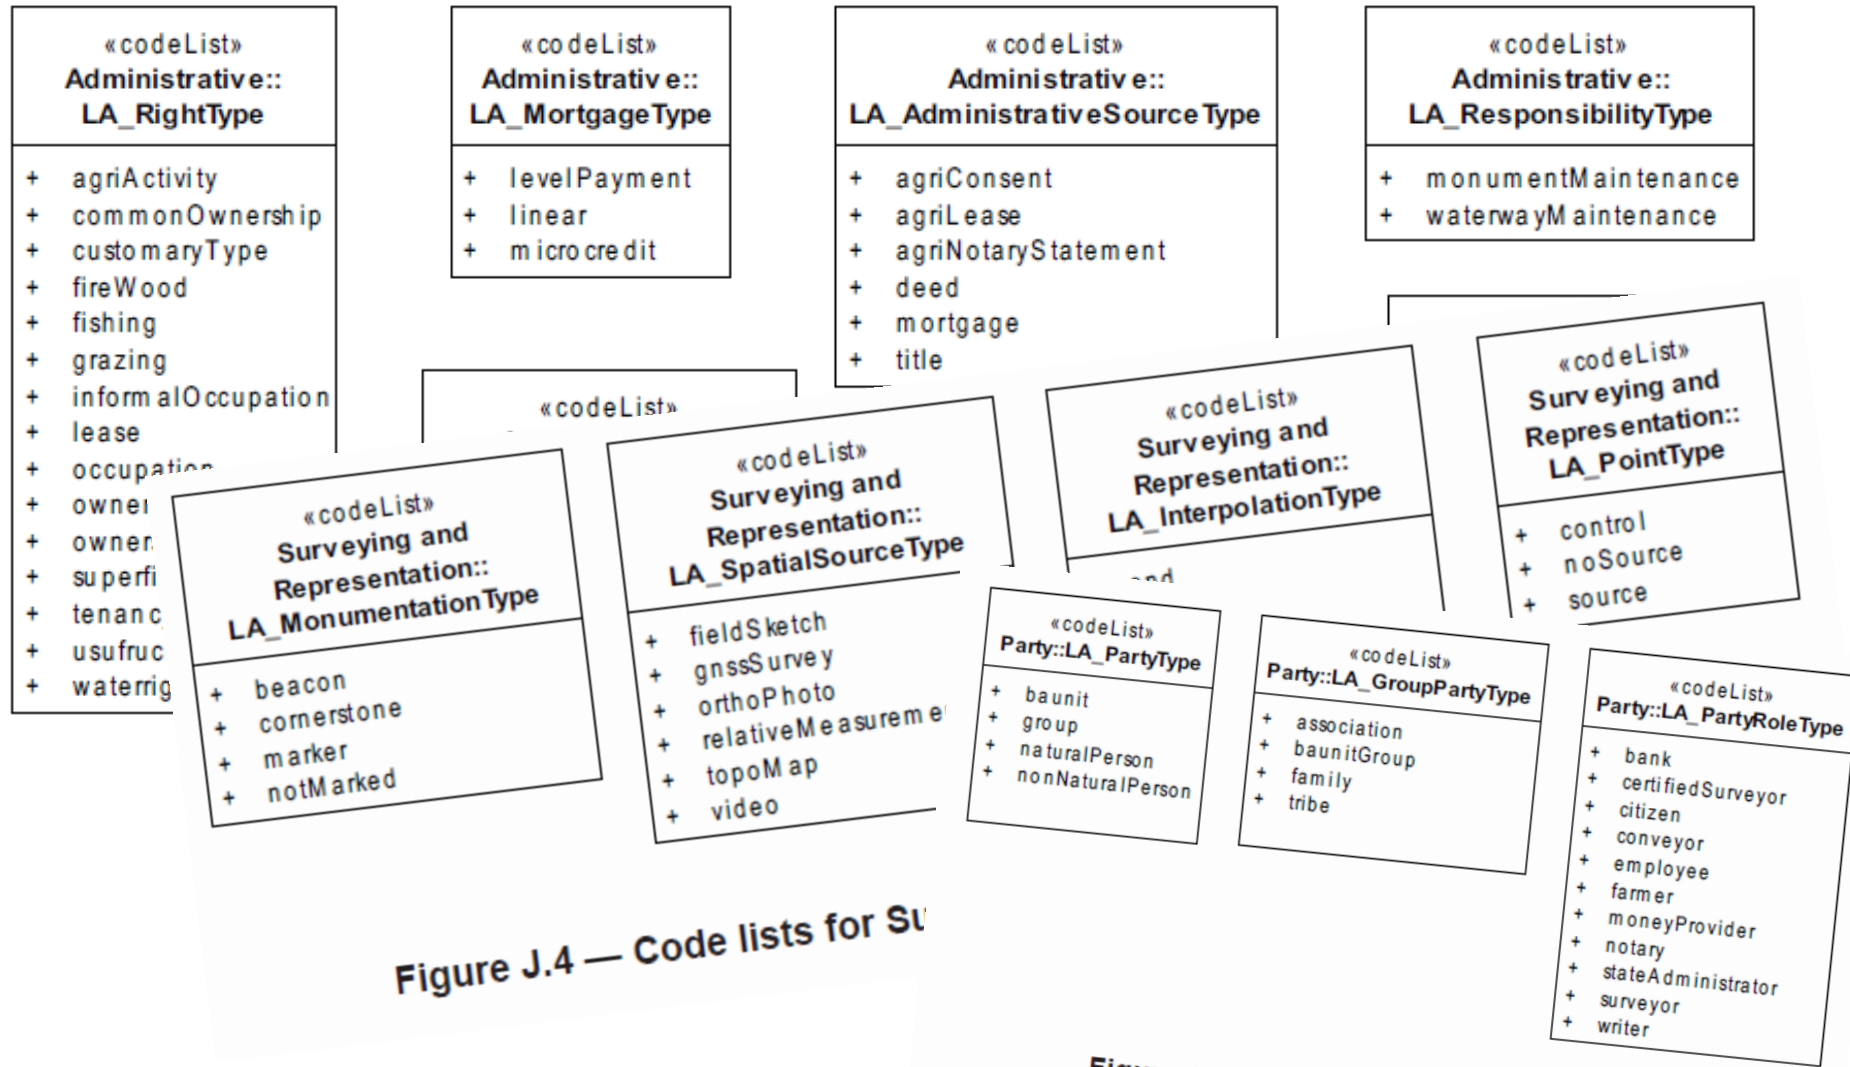 «codeList»
Administrative::
LA_RightType
+ agriActivity
+ commonOwnership
+ customaryType
+ fireWood
+ fishing
+ grazing
+ informalOccupation
+ lease
+ occupation
+ owner
+ owner
+ superfi
+ tenanc
+ usufruc
+ waterrig
«codeList»
Administrative::
LA_MortgageType
+ levelPayment
+ linear
+ microcredit
«codeList»
Administrative::
LA_AdministrativeSourceType
+ agriConsent
+ agriLease
+ agriNotaryStatement
+ deed
+ mortgage
+ title
«codeList»
Administrative::
LA_ResponsibilityType
+ monumentMaintenance
+ waterwayMaintenance
«codeList»
«codeList»
Surveying and
Representation::
LA_MonumentationType
+ beacon
+ cornerstone
+ marker
+ notMarked
«codeList»
Surveying and
Representation::
LA_SpatialSourceType
+ fieldSketch
+ gnssSurvey
+ orthoPhoto
+ relativeMeasureme
+ topoMap
+ video
«codeList»
Surveying and
Representation::
LA_InterpolationType
«codeList»
Surveying and
Representation::
LA_PointType
+ control
+ noSource
+ source
Figure J.4 — Code lists for Su
«codeList»
Party::LA_PartyType
+ baunit
+ group
+ naturalPerson
+ nonNaturalPerson
«codeList»
Party::LA_GroupPartyType
+ association
+ baunitGroup
+ family
+ tribe
«codeList»
Party::LA_PartyRoleType
+ bank
+ certifiedSurveyor
+ citizen
+ conveyor
+ employee
+ farmer
+ moneyProvider
+ notary
+ stateAdministrator
+ surveyor
+ writer